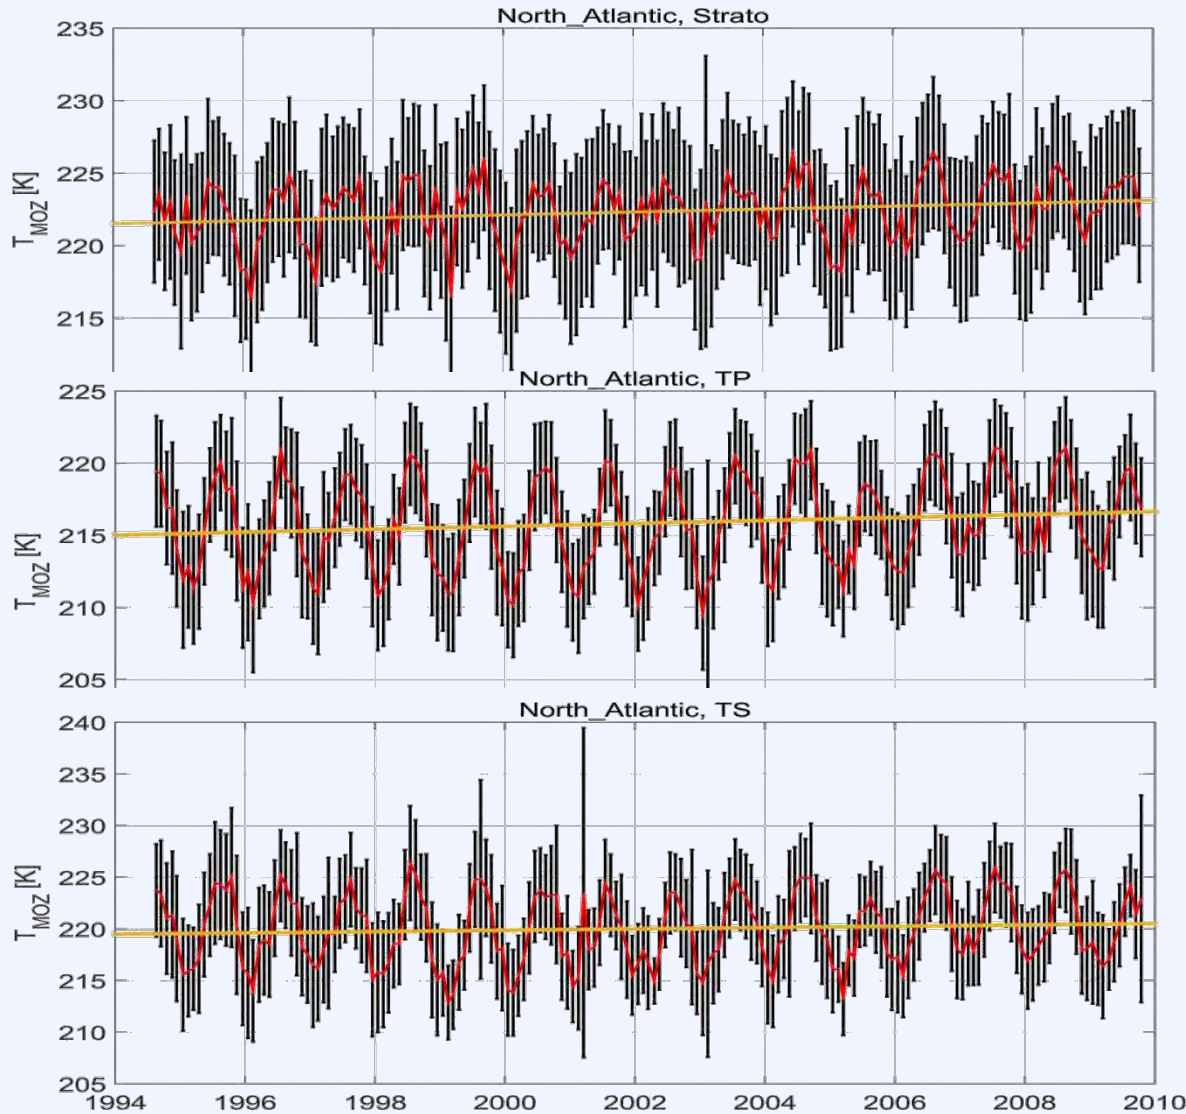 North_Atlantic, Strato
235
230
225
220
215
T_MOZ [K]
North_Atlantic, TP
225
220
215
210
205
T_MOZ [K]
North_Atlantic, TS
240
235
230
225
220
215
210
205
T_MOZ [K]
1994 1996 1998 2000 2002 2004 2006 2008 2010